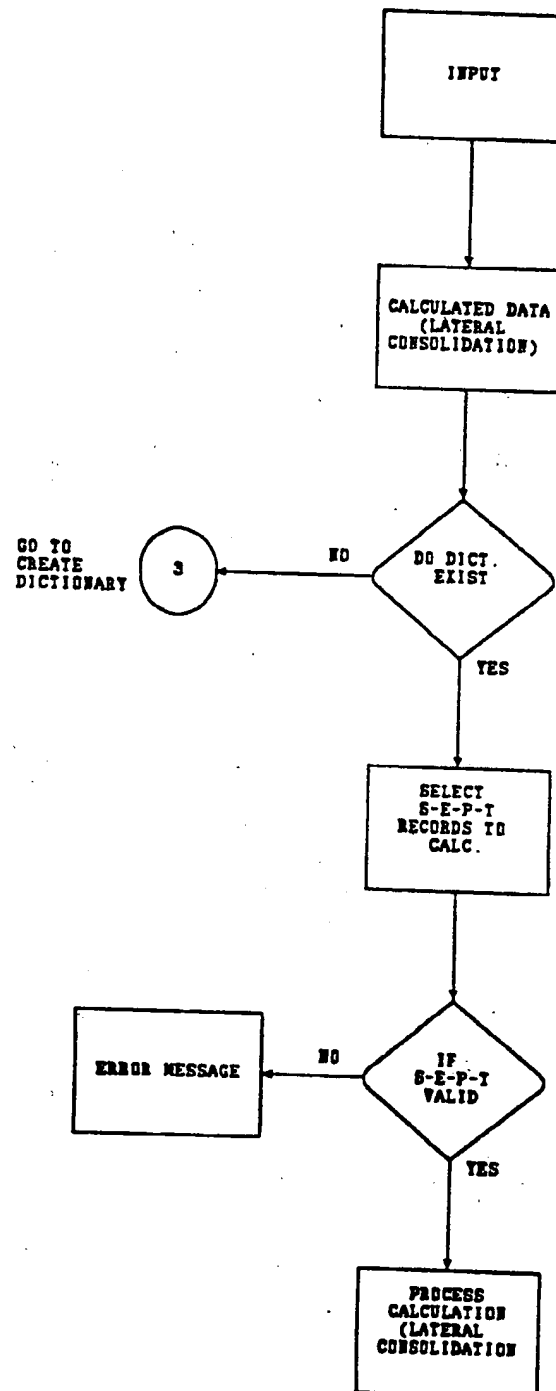 INPUT
CALCULATED DATA
(LATERAL
CONSOLIDATION)
GO TO
CREATE
DICTIONARY
3
NO
DO DICT.
EXIST
YES
SELECT
S-E-P-T
RECORDS TO
CALC.
ERROR MESSAGE
NO
IF
S-E-P-T
VALID
YES
PROCESS
CALCULATION
(LATERAL
CONSOLIDATION